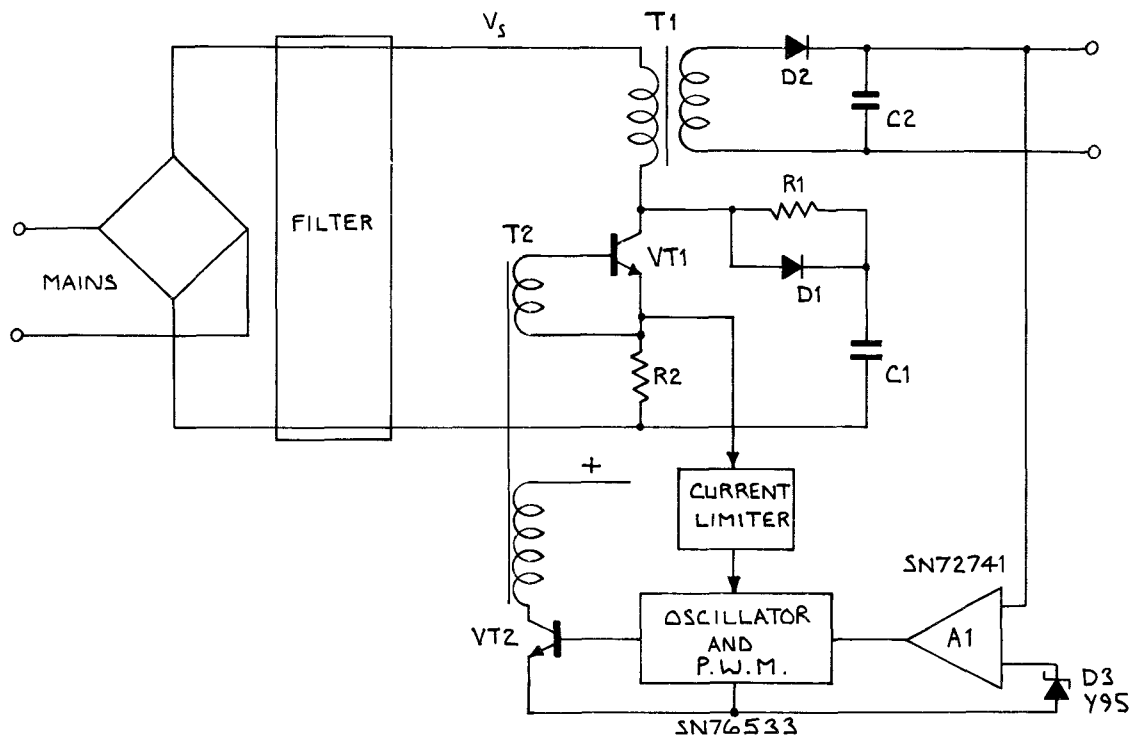 Vs
T1
D2
C2
R1
FILTER
T2
VT1
MAINS
D1
R2
C1
+
CURRENT
LIMITER
SN72741
OSCILLATOR
AND
P.W.M.
A1
VT2
D3
Y95
SN76533